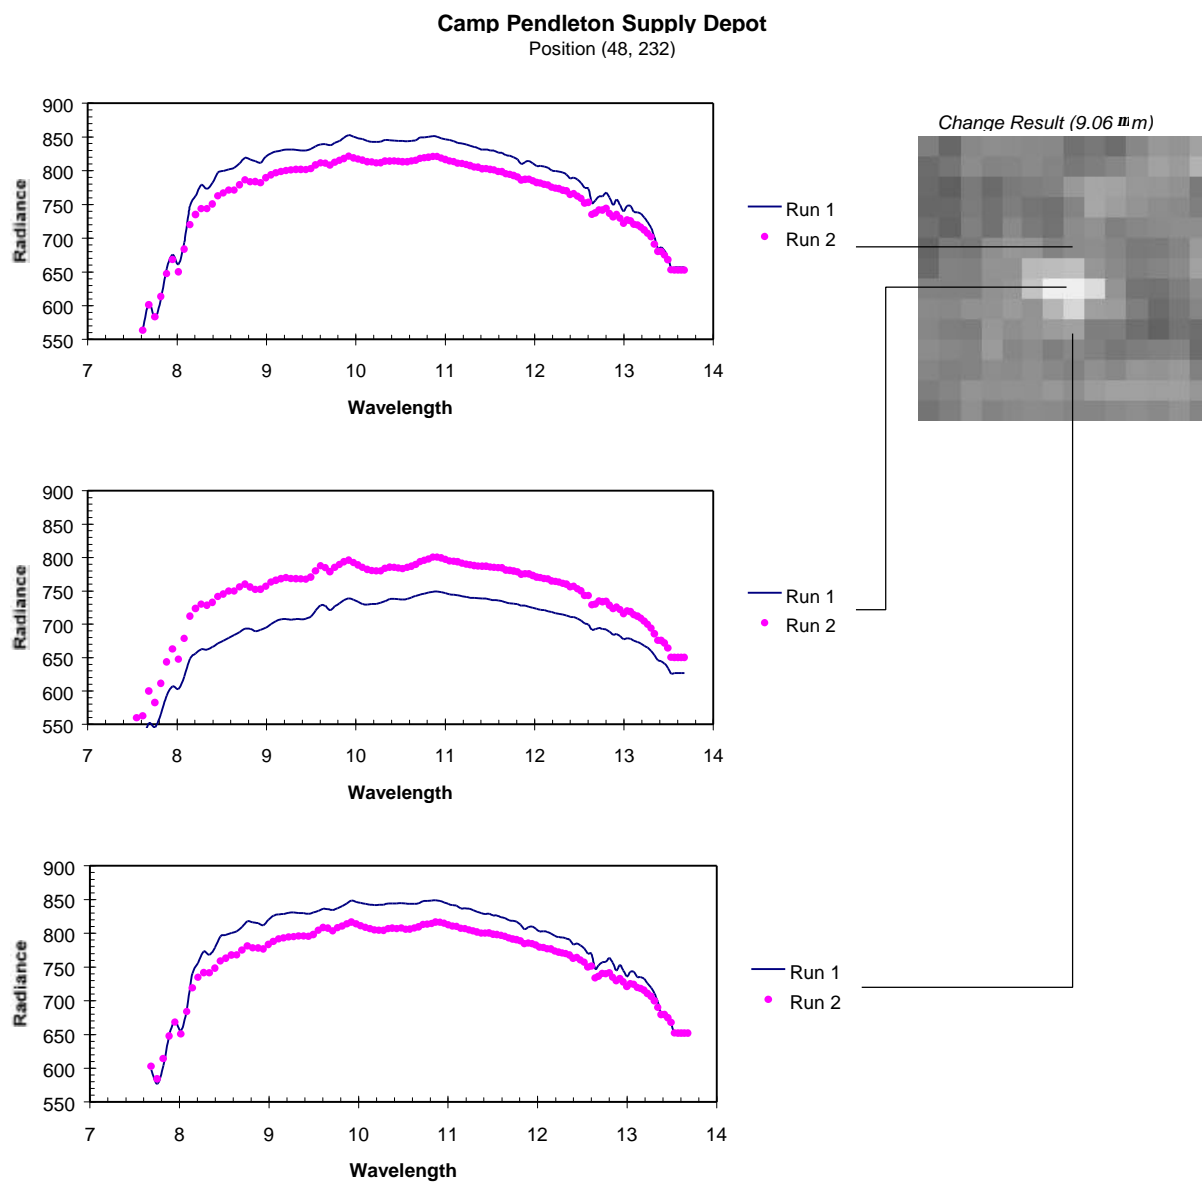 Camp Pendleton Supply Depot
Position (48, 232)
Change Result (9.06 m)
900
850
800
750
700
650
600
550
Radiance
7 8 9 10 11 12 13 14
Wavelength
Run 1
Run 2
900
850
800
750
700
650
600
550
Radiance
7 8 9 10 11 12 13 14
Wavelength
Run 1
Run 2
900
850
800
750
700
650
600
550
Radiance
7 8 9 10 11 12 13 14
Wavelength
Run 1
Run 2